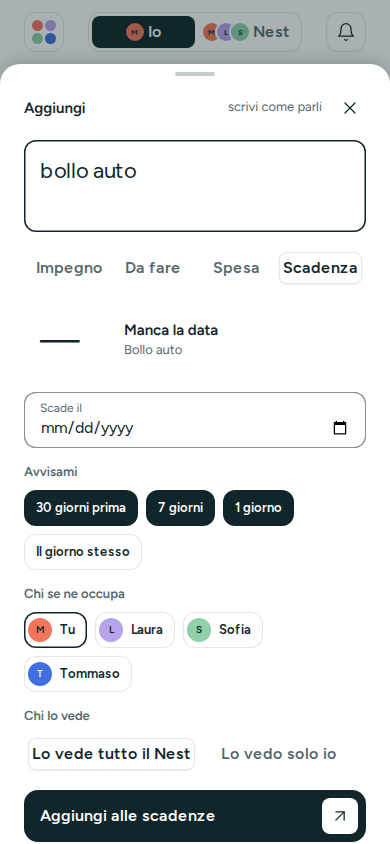 M Io M L S Nest
Aggiungi scrivi come parli
bollo auto
Impegno Da fare Spesa Scadenza
Manca la data
Bollo auto
Scade il
mm/dd/yyyy
Avvisami
30 giorni prima 7 giorni 1 giorno
Il giorno stesso
Chi se ne occupa
M Tu L Laura S Sofia
T Tommaso
Chi lo vede
Lo vede tutto il Nest Lo vedo solo io
Aggiungi alle scadenze